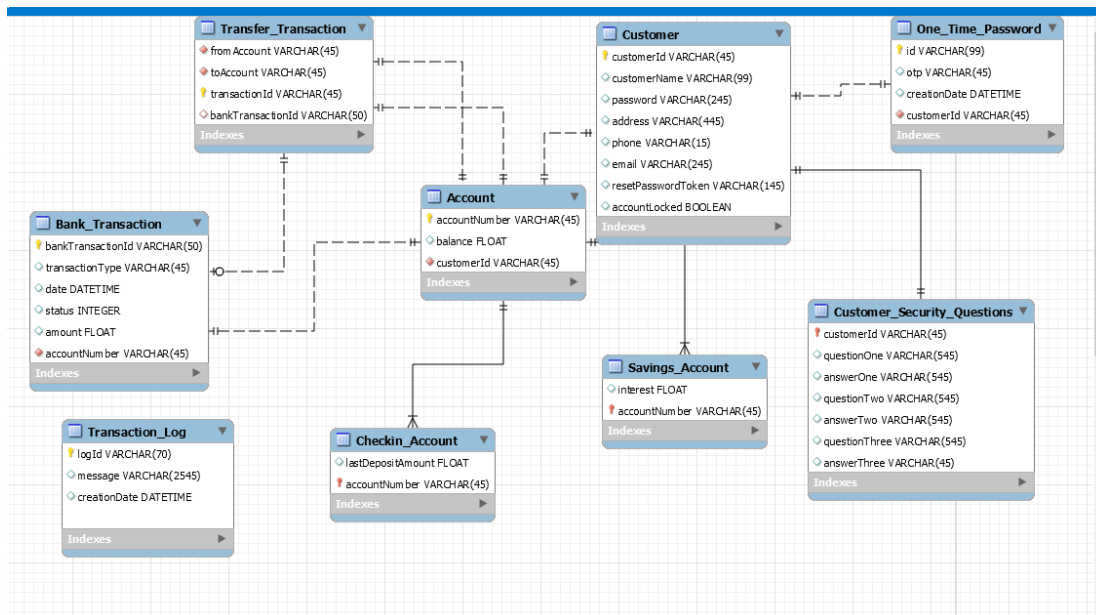 Transfer_Transaction
fromAccount VARCHAR(45)
toAccount VARCHAR(45)
transactionId VARCHAR(45)
bankTransactionId VARCHAR(50)
Indexes
Customer
customerId VARCHAR(45)
customerName VARCHAR(99)
password VARCHAR(245)
address VARCHAR(445)
phone VARCHAR(15)
email VARCHAR(245)
resetPasswordToken VARCHAR(145)
accountLocked BOOLEAN
Indexes
One_Time_Password
id VARCHAR(99)
otp VARCHAR(45)
creationDate DATETIME
customerId VARCHAR(45)
Indexes
Account
accountNumber VARCHAR(45)
balance FLOAT
customerId VARCHAR(45)
Indexes
Bank_Transaction
bankTransactionId VARCHAR(50)
transactionType VARCHAR(45)
date DATETIME
status INTEGER
amount FLOAT
accountNumber VARCHAR(45)
Indexes
Customer_Security_Questions
customerId VARCHAR(45)
questionOne VARCHAR(545)
answerOne VARCHAR(545)
questionTwo VARCHAR(545)
answerTwo VARCHAR(545)
questionThree VARCHAR(545)
answerThree VARCHAR(45)
Indexes
Savings_Account
interest FLOAT
accountNumber VARCHAR(45)
Indexes
Transaction_Log
logId VARCHAR(70)
message VARCHAR(2545)
creationDate DATETIME
Indexes
Checkin_Account
lastDepositAmount FLOAT
accountNumber VARCHAR(45)
Indexes